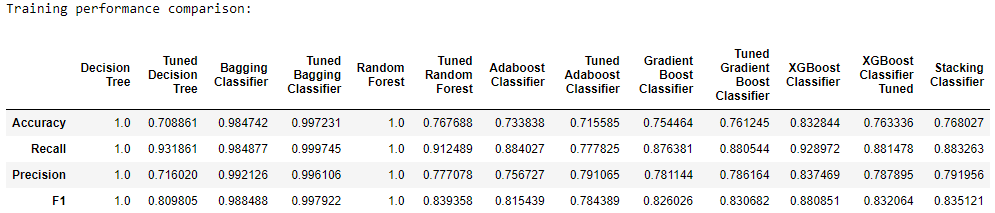 Training performance comparison:
Decision Tree Tuned Decision Tree Bagging Classifier Tuned Bagging Classifier Random Forest Tuned Random Forest Adaboost Classifier Tuned Adaboost Classifier Gradient Boost Classifier Tuned Gradient Boost Classifier XGBoost Classifier XGBoost Classifier Tuned Stacking Classifier
Accuracy 1.0 0.708861 0.984742 0.997231 1.0 0.767688 0.733838 0.715585 0.754464 0.761245 0.832844 0.763336 0.768027
Recall 1.0 0.931861 0.984877 0.999745 1.0 0.912489 0.884027 0.777825 0.876381 0.880544 0.928972 0.881478 0.883263
Precision 1.0 0.716020 0.992126 0.996106 1.0 0.777078 0.756727 0.791065 0.781144 0.786164 0.837469 0.787895 0.791956
F1 1.0 0.809805 0.988488 0.997922 1.0 0.839358 0.815439 0.784389 0.826026 0.830682 0.880851 0.832064 0.835121